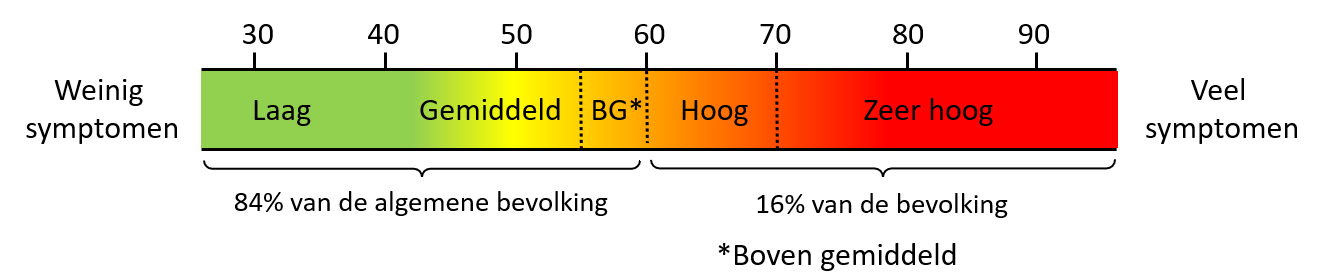 30 40 50 60 70 80 90
Weinig
symptomen
Laag Gemiddeld BG* Hoog Zeer hoog
Veel
symptomen
84% van de algemene bevolking
16% van de bevolking
*Boven gemiddeld